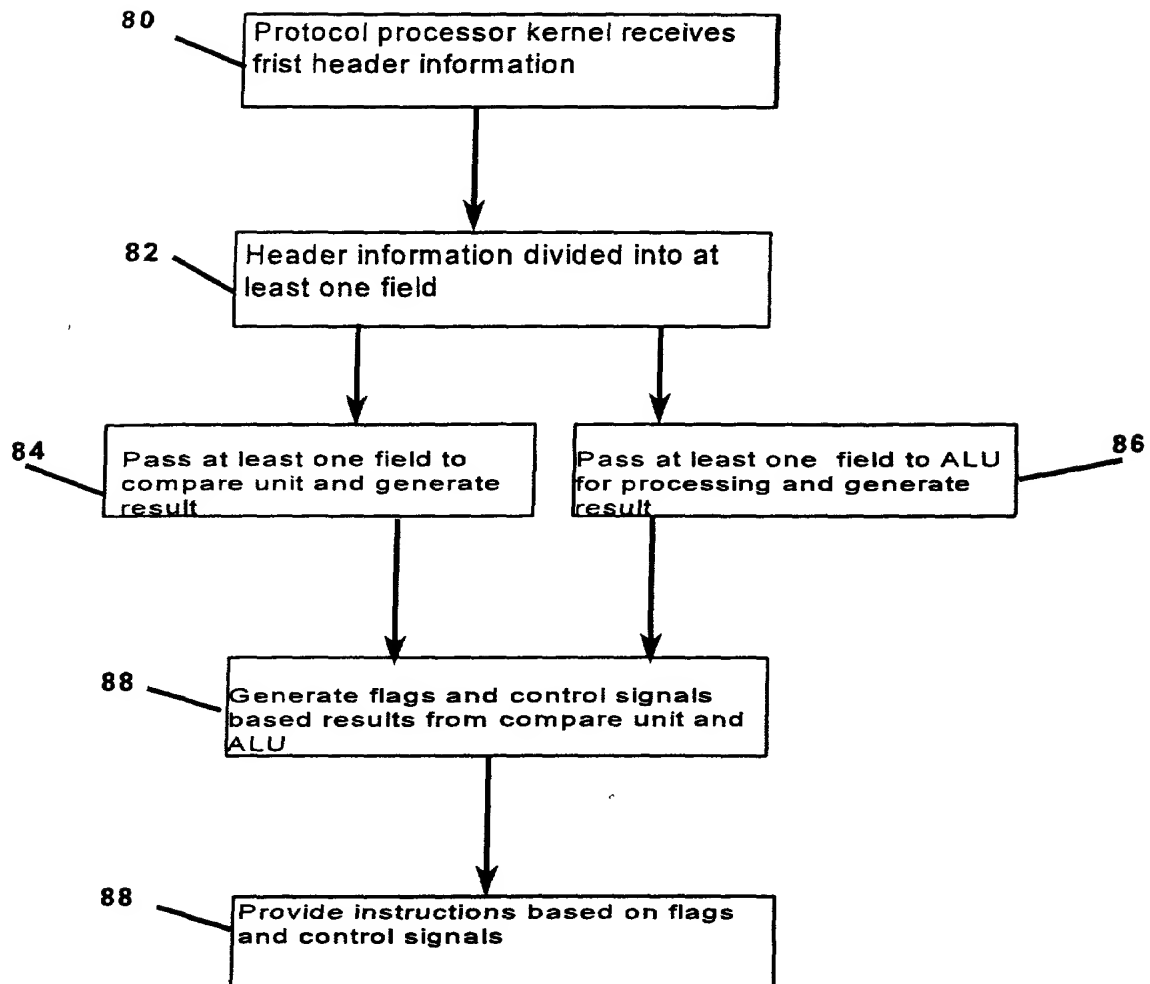 80
Protocol processor kernel receives
frist header information
82
Header information divided into at
least one field
84
Pass at least one field to
compare unit and generate
result
86
Pass at least one field to ALU
for processing and generate
result
88
Generate flags and control signals
based results from compare unit and
ALU
88
Provide instructions based on flags
and control signals